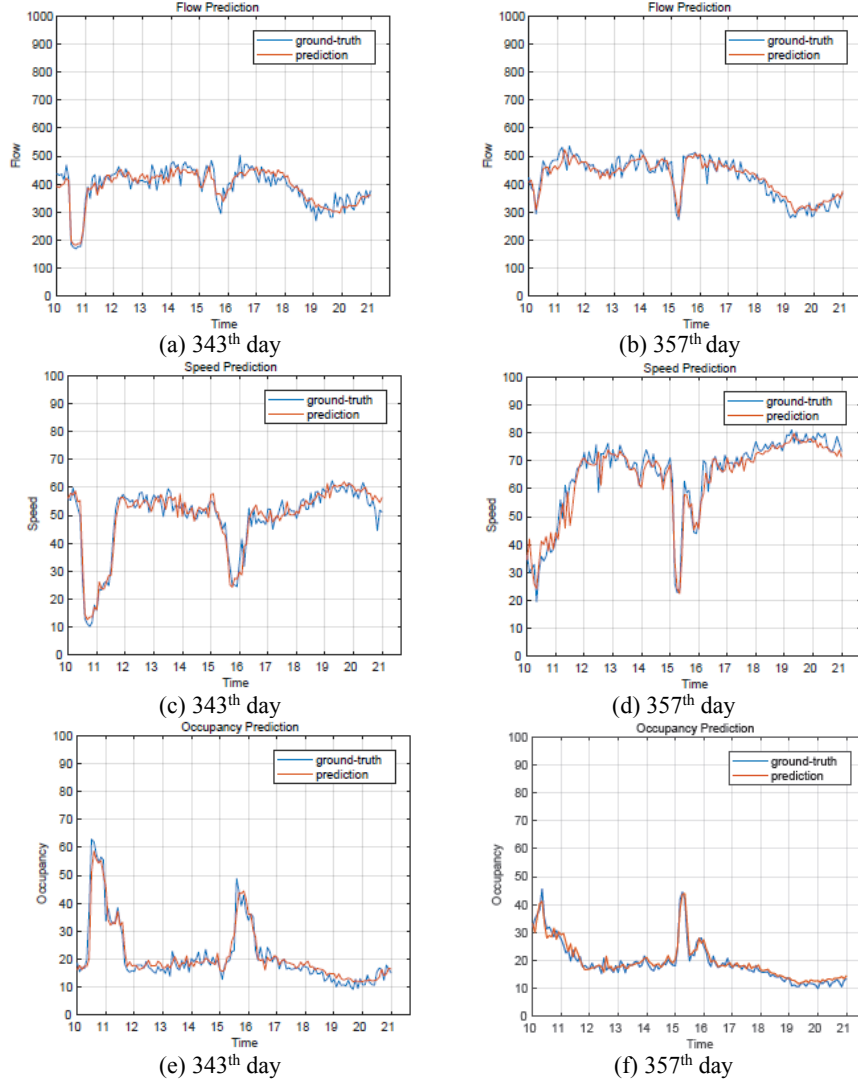 Flow Prediction
1000
900
800
700
600
500
400
300
200
100
0
Flow
ground-truth
prediction
10 11 12 13 14 15 16 17 18 19 20 21
Time
(a) 343th day
Flow Prediction
1000
900
800
700
600
500
400
300
200
100
0
Flow
ground-truth
prediction
10 11 12 13 14 15 16 17 18 19 20 21
Time
(b) 357th day
Speed Prediction
100
90
80
70
60
50
40
30
20
10
0
Speed
ground-truth
prediction
10 11 12 13 14 15 16 17 18 19 20 21
Time
(c) 343th day
Speed Prediction
100
90
80
70
60
50
40
30
20
10
0
Speed
ground-truth
prediction
10 11 12 13 14 15 16 17 18 19 20 21
Time
(d) 357th day
Occupancy Prediction
100
90
80
70
60
50
40
30
20
10
0
Occupancy
ground-truth
prediction
10 11 12 13 14 15 16 17 18 19 20 21
Time
(e) 343th day
Occupancy Prediction
100
90
80
70
60
50
40
30
20
10
0
Occupancy
ground-truth
prediction
10 11 12 13 14 15 16 17 18 19 20 21
Time
(f) 357th day